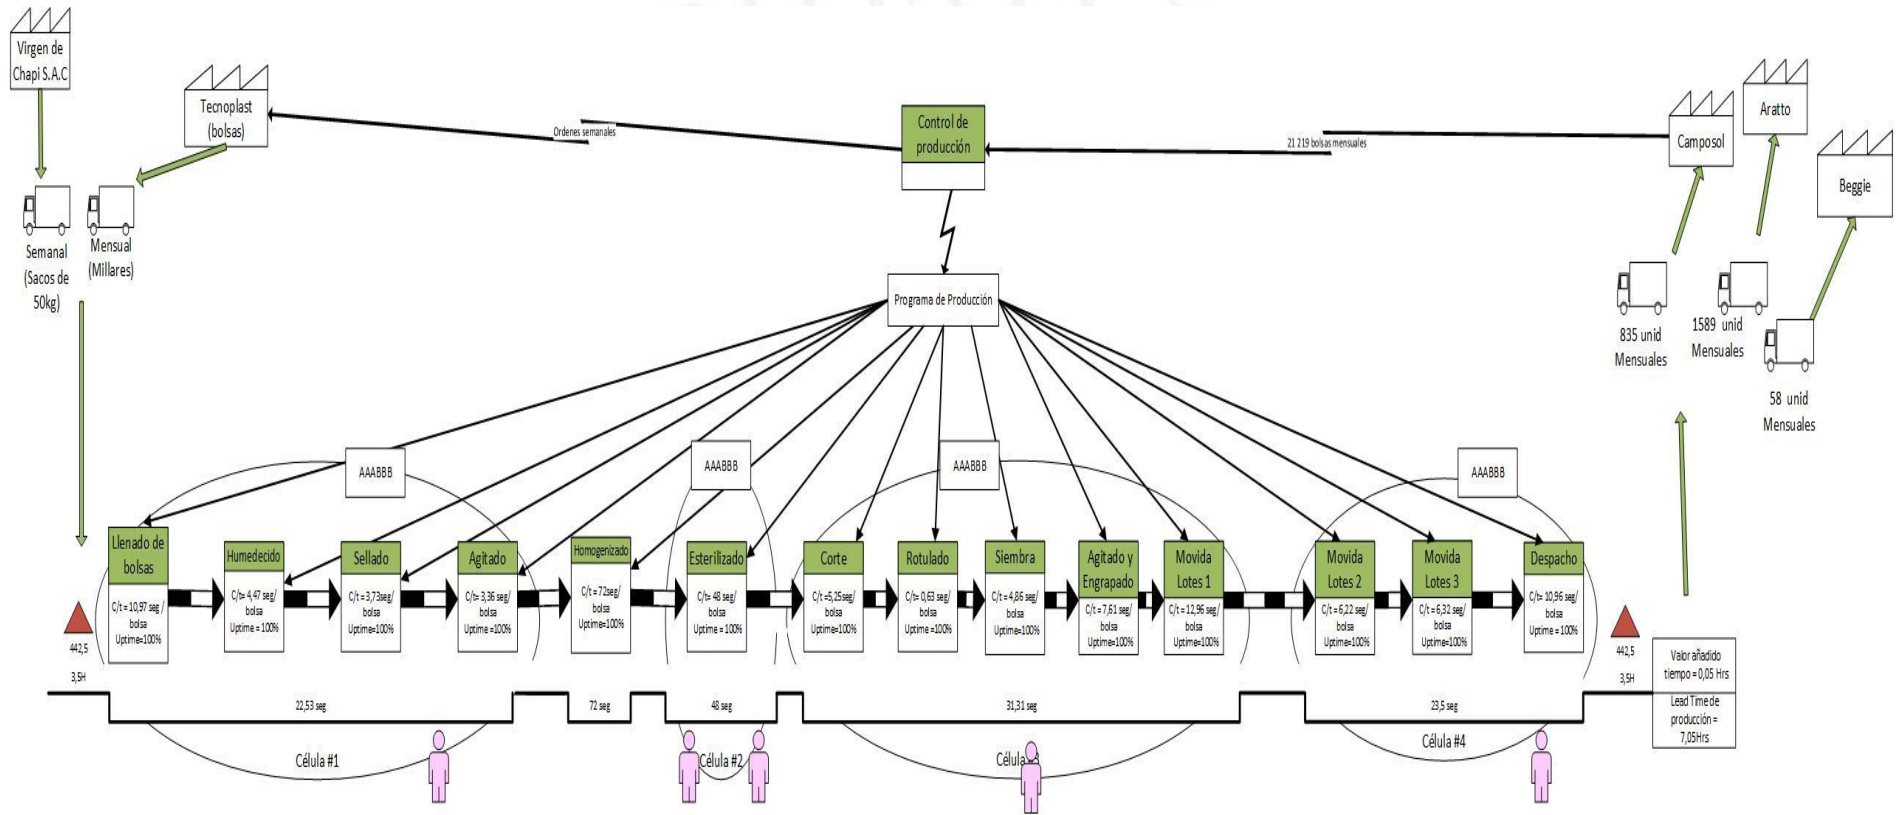 Virgen de
Chapi S.A.C
Tecnoplast
(bolsas)
Semanal
(Sacos de
50kg)
Mensual
(Millares)
Ordenes semanales
Control de
producción
21 219 bolsas mensuales
Camposol
Aratto
Beggie
835 unid
Mensuales
1589 unid
Mensuales
58 unid
Mensuales
Programa de Producción
AAABBB
AAABBB
AAABBB
AAABBB
Llenado de
bolsas
C/t = 10,97 seg /
bolsa
Uptime=100%
Humedecido
C/t= 4,47 seg/
bolsa
Uptime = 100%
Sellado
C/t = 3,73seg/
bolsa
Uptime=100%
Agitado
C/t= 3,36 seg/
bolsa
Uptime =100%
Homogenizado
C/t = 72seg/
bolsa
Uptime=100%
Esterilizado
C/t= 48 seg/
bolsa
Uptime = 100%
Corte
C/t =5,25seg/
bolsa
Uptime=100%
Rotulado
C/t= 0,63 seg/
bolsa
Uptime =100%
Siembra
C/t = 4,86 seg/
bolsa
Uptime=100%
Agitado y
Engrapado
C/t = 7,61 seg/
bolsa
Uptime=100%
Movida
Lotes 1
C/t = 12,96 seg/
bolsa
Uptime=100%
Movida
Lotes 2
C/t = 6,22 seg/
bolsa
Uptime=100%
Movida
Lotes 3
C/t = 6,32 seg/
bolsa
Uptime=100%
Despacho
C/t= 10,96 seg/
bolsa
Uptime = 100%
442,5
3,5H
442,5
3,5H
22,53 seg
72 seg
48 seg
31,31 seg
23,5 seg
Valor añadido
tiempo = 0,05 Hrs
Lead Time de
producción =
7,05Hrs
Célula #1
Célula #2
Célula
Célula #4